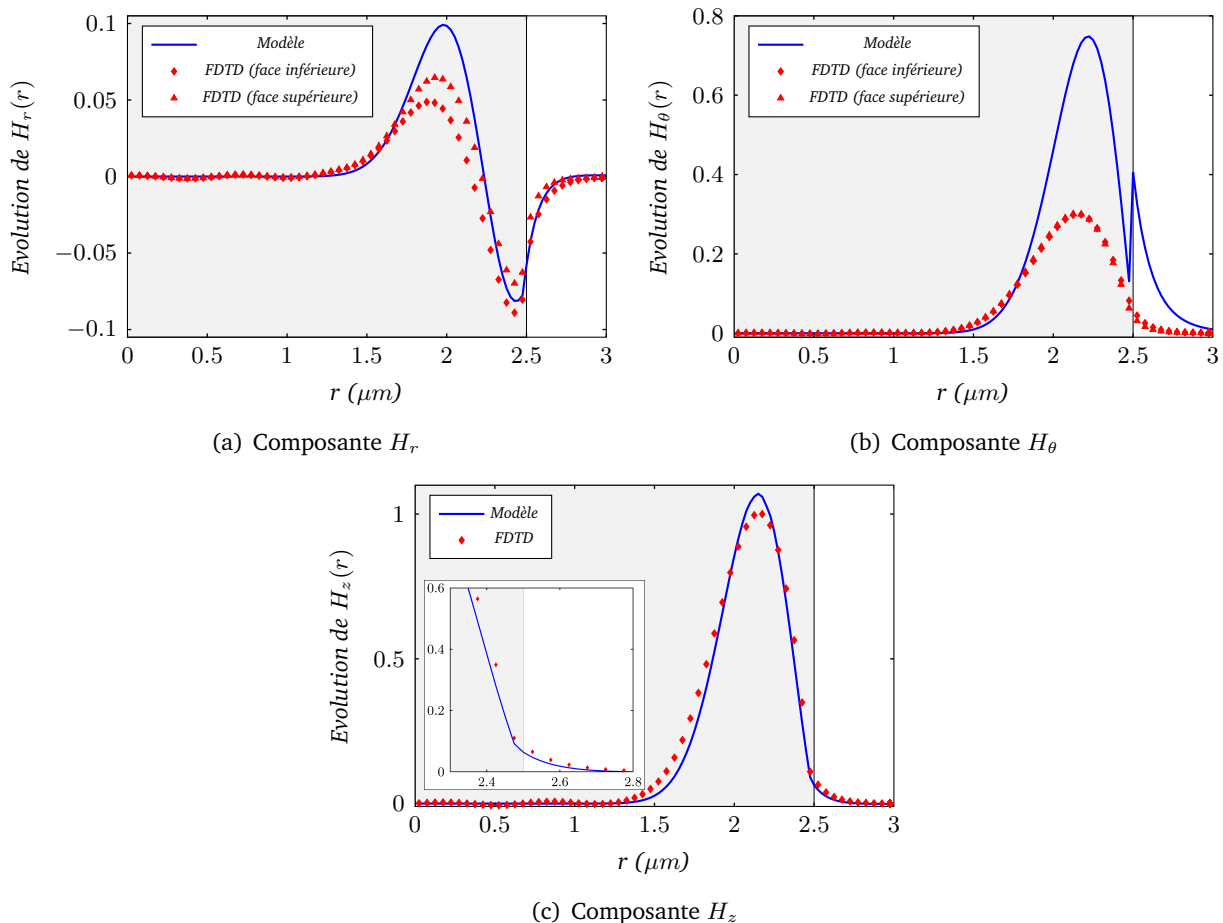 0.1
0.05
0
−0.05
−0.1
Evolution de H_r(r)
Modèle
FDTD (face inférieure)
FDTD (face supérieure)
0 0.5 1 1.5 2 2.5 3
r (µm)
(a) Composante H_r
0.8
0.6
0.4
0.2
0
Evolution de H_θ(r)
Modèle
FDTD (face inférieure)
FDTD (face supérieure)
0 0.5 1 1.5 2 2.5 3
r (µm)
(b) Composante H_θ
1
0.5
0
Evolution de H_z(r)
Modèle
FDTD
0.6
0.4
0.2
0
2.4 2.6 2.8
0 0.5 1 1.5 2 2.5 3
r (µm)
(c) Composante H_z